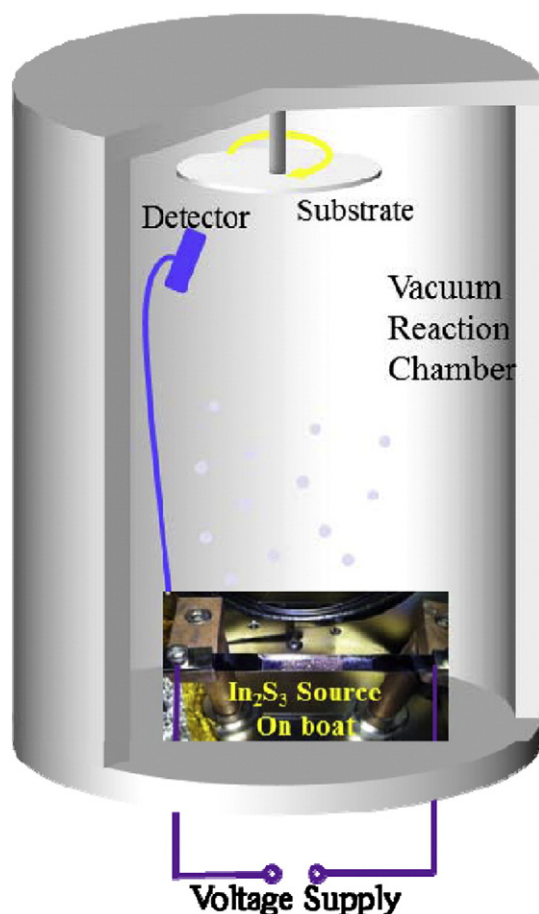 Detector
Substrate
Vacuum
Reaction
Chamber
In₂S₃ Source
On boat
Voltage Supply